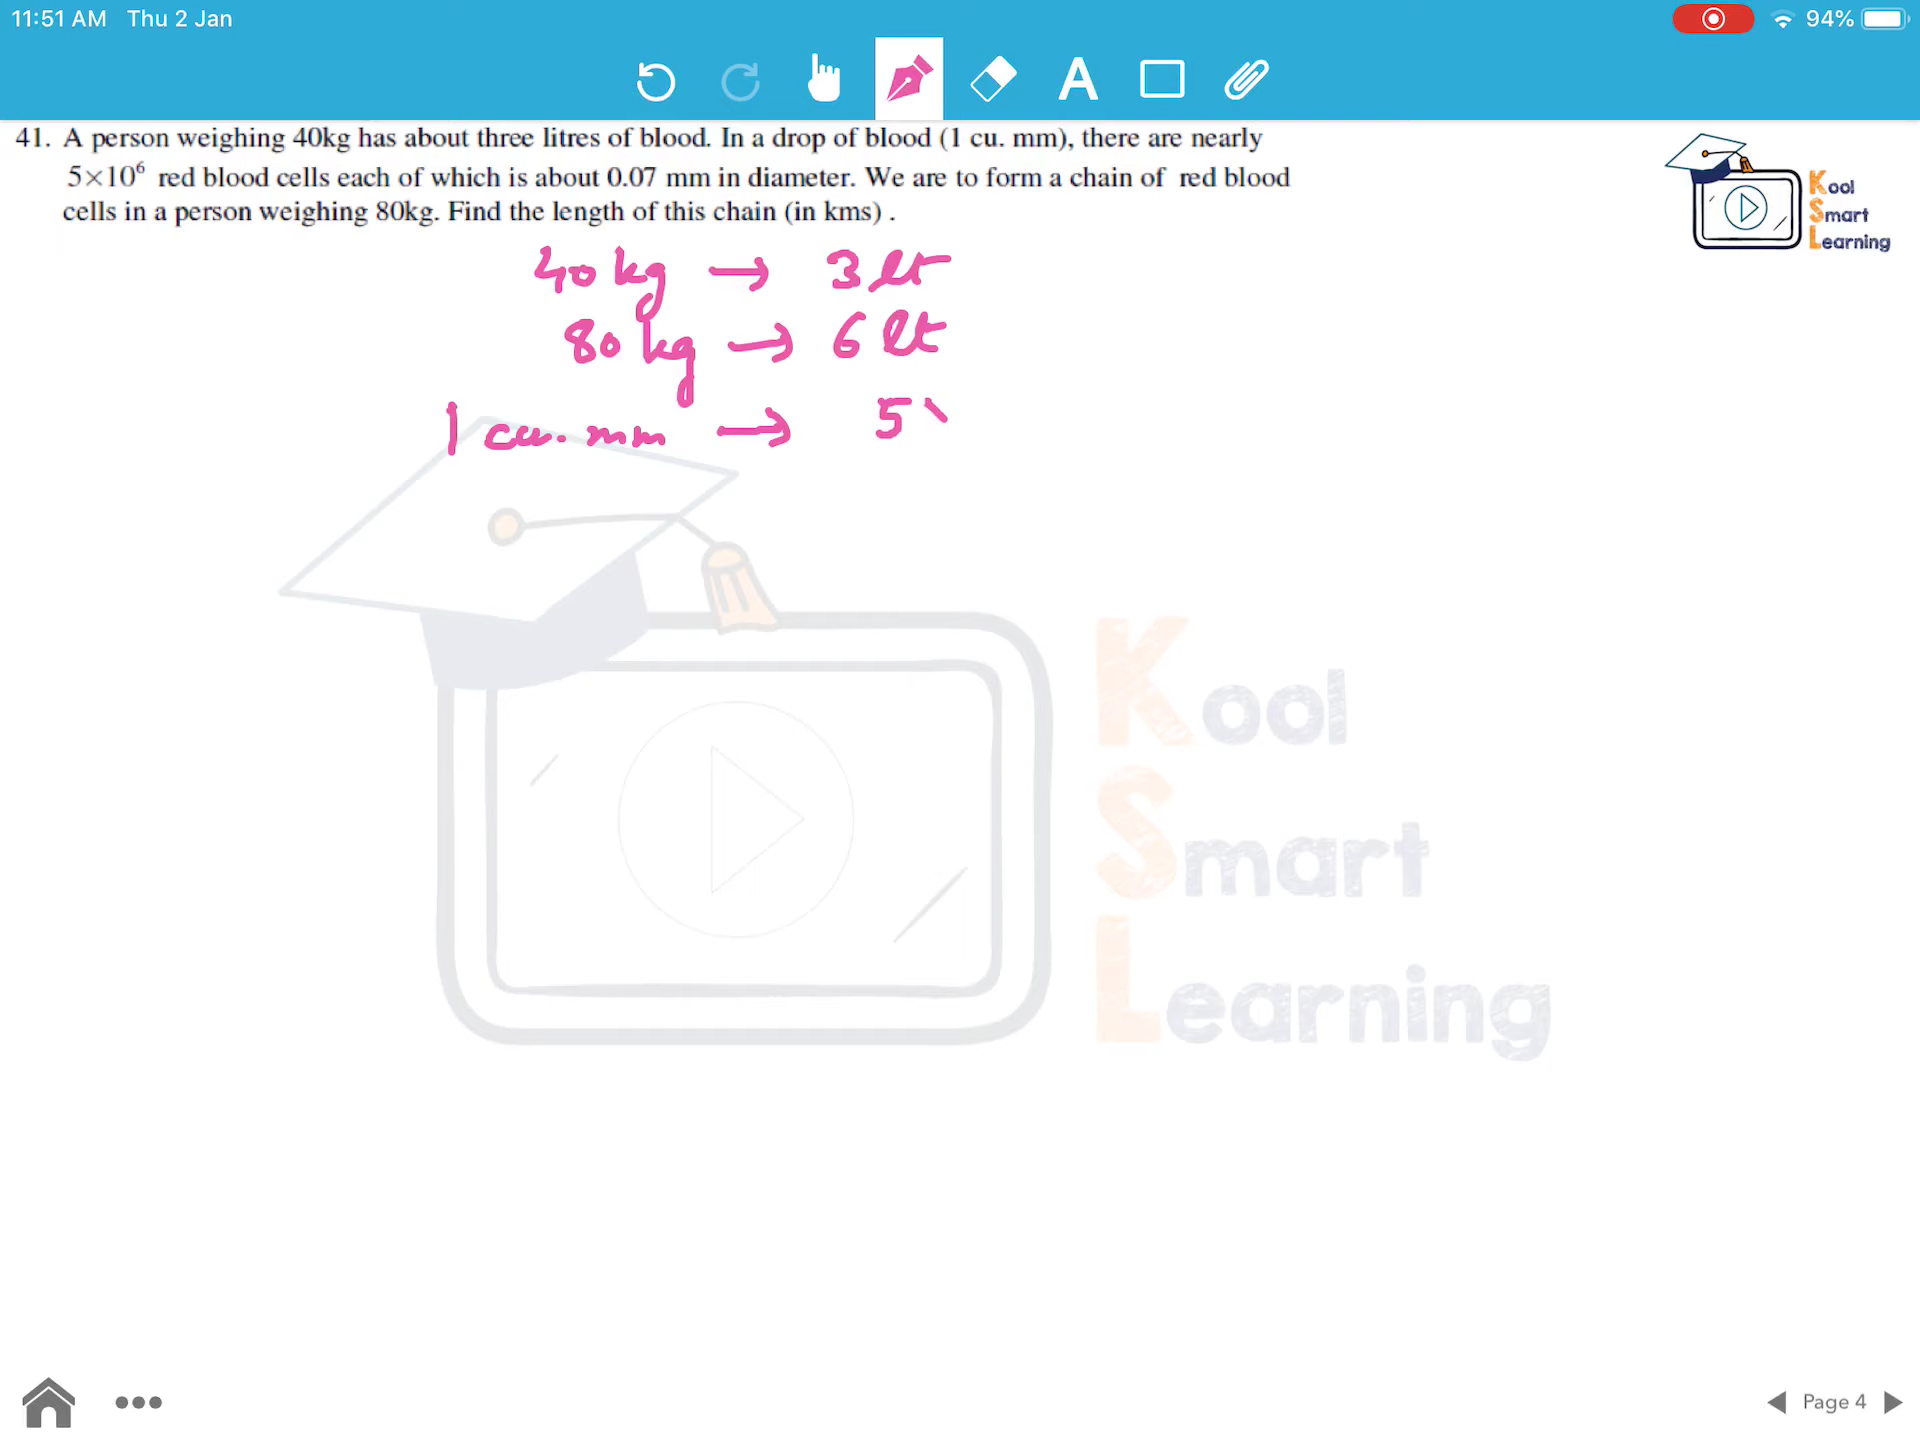 11:51 AM Thu 2 Jan
94%
A
41. A person weighing 40kg has about three litres of blood. In a drop of blood (1 cu. mm), there are nearly
5×10⁶ red blood cells each of which is about 0.07 mm in diameter. We are to form a chain of red blood
cells in a person weighing 80kg. Find the length of this chain (in kms) .
Kool
Smart
Learning
40 kg → 3 lt
80 kg → 6 lt
1 cu. mm → 5
Kool
Smart
Learning
Page 4